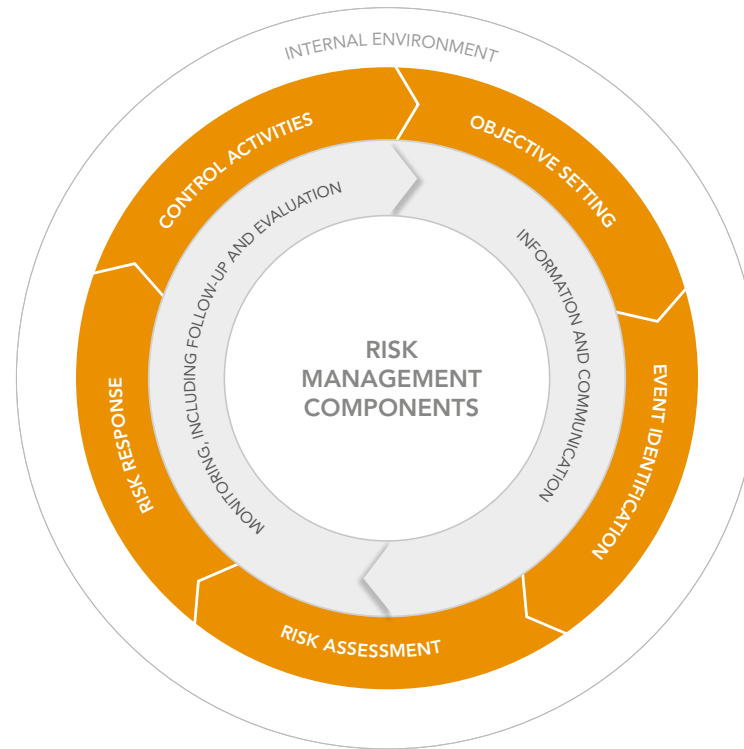 INTERNAL ENVIRONMENT
OBJECTIVE SETTING
EVENT IDENTIFICATION
RISK ASSESSMENT
RISK RESPONSE
CONTROL ACTIVITIES
INFORMATION AND COMMUNICATION
MONITORING, INCLUDING FOLLOW-UP AND EVALUATION
RISK
MANAGEMENT
COMPONENTS